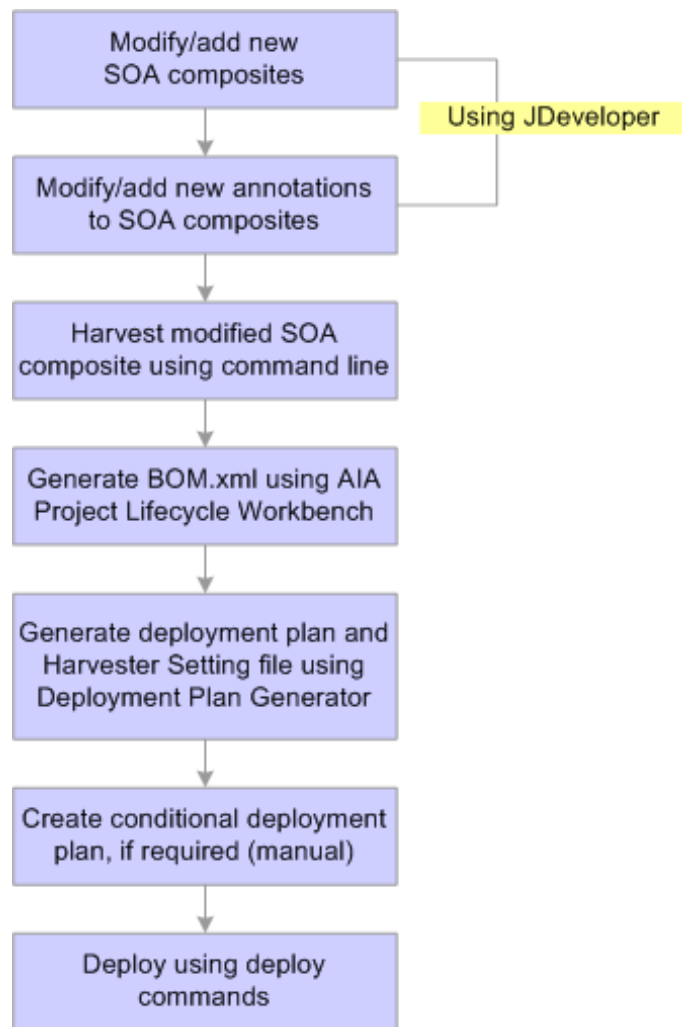 Modify/add new
SOA composites
Using JDeveloper
Modify/add new annotations
to SOA composites
Harvest modified SOA
composite using command line
Generate BOM.xml using AIA
Project Lifecycle Workbench
Generate deployment plan and
Harvester Setting file using
Deployment Plan Generator
Create conditional deployment
plan, if required (manual)
Deploy using deploy
commands